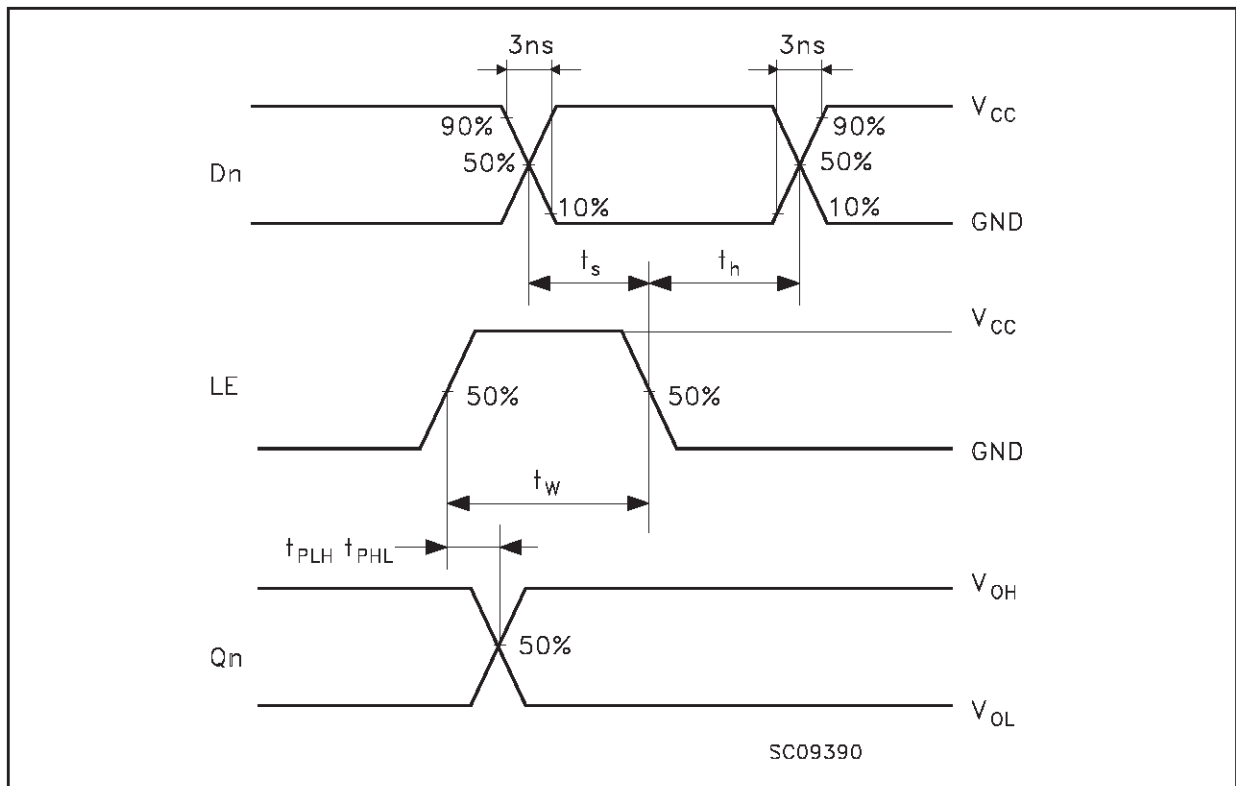 3ns 3ns
V_CC
90% 90%
50% 50%
Dn
10% 10%
GND
t_s t_h
V_CC
LE
50% 50%
GND
t_W
t_PLH t_PHL
V_OH
50%
Qn
V_OL
SC09390